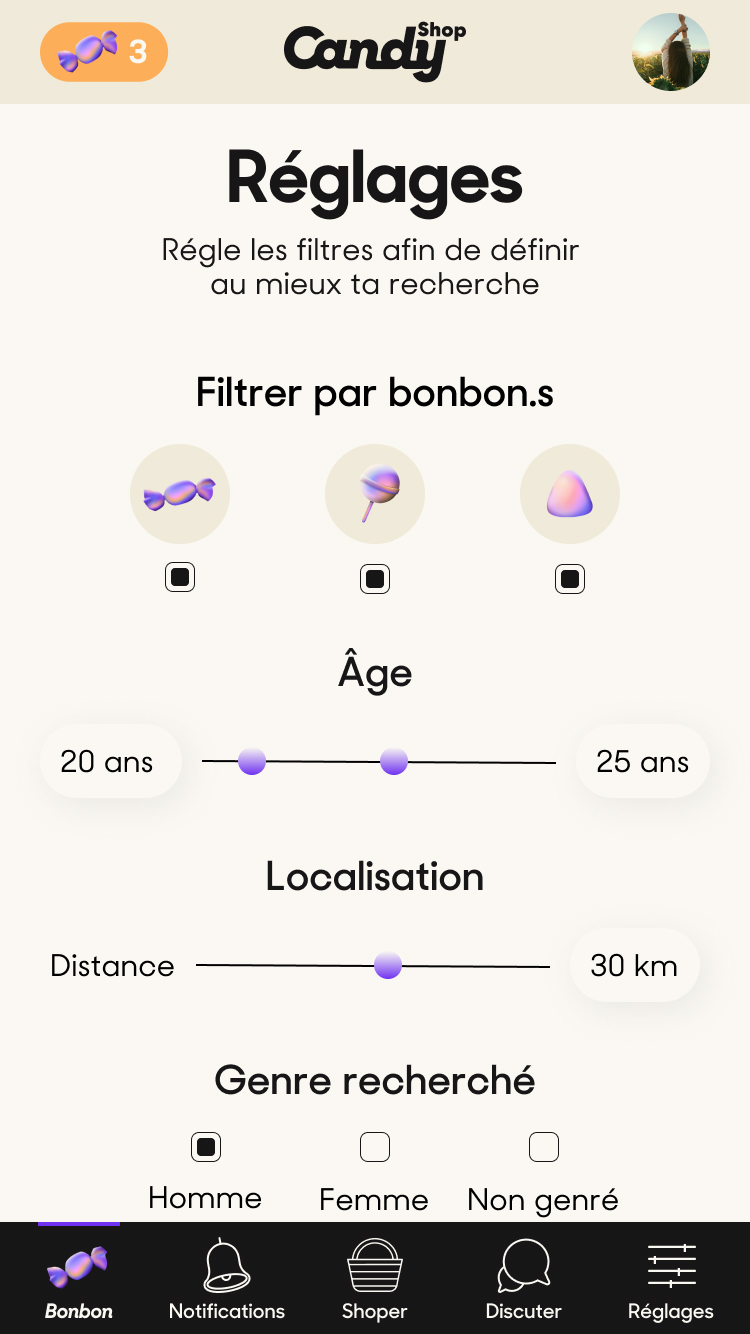 3
Candy Shop
Réglages
Régle les filtres afin de définir
au mieux ta recherche
Filtrer par bonbon.s
Âge
20 ans
25 ans
Localisation
Distance
30 km
Genre recherché
Homme
Femme
Non genré
Bonbon
Notifications
Shoper
Discuter
Réglages